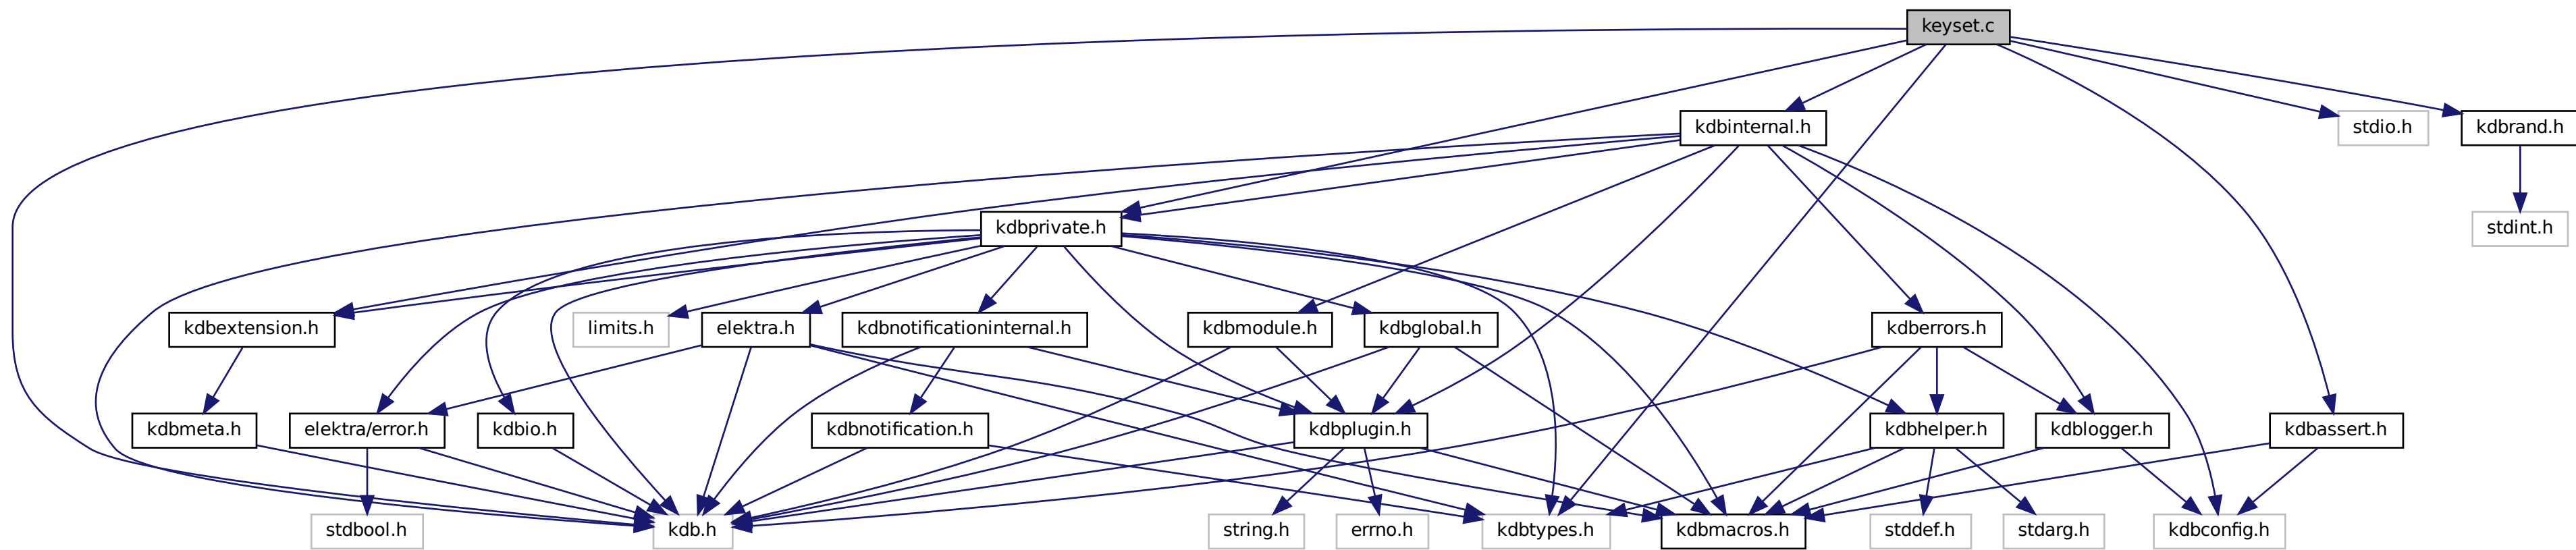 keyset.c
kdbinternal.h
stdio.h
kdbrand.h
kdbprivate.h
stdint.h
kdbextension.h
limits.h
elektra.h
kdbnotificationinternal.h
kdbmodule.h
kdbglobal.h
kdberrors.h
kdbmeta.h
elektra/error.h
kdbio.h
kdbnotification.h
kdbplugin.h
kdbhelper.h
kdblogger.h
kdbassert.h
stdbool.h
kdb.h
string.h
errno.h
kdbtypes.h
kdbmacros.h
stddef.h
stdarg.h
kdbconfig.h